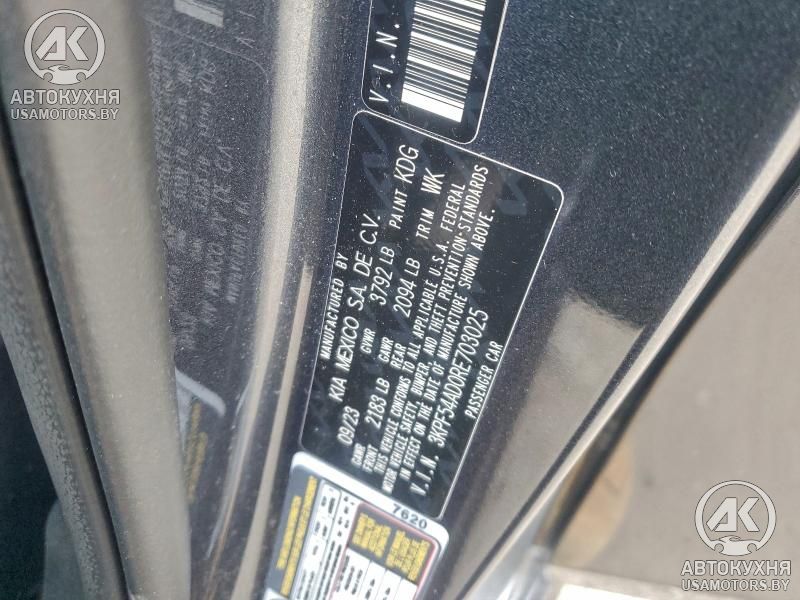 AK
АВТОКУХНЯ
USAMOTORS.BY
V.I.N.
MANUFACTURED BY
09/23 KIA MEXICO S.A. DE C.V.
GVWR 3792 LB PAINT KDG
GAWR FRONT 2183 LB GAWR REAR 2094 LB TRIM WK
THIS VEHICLE CONFORMS TO ALL APPLICABLE U.S.A. FEDERAL
MOTOR VEHICLE SAFETY, BUMPER, AND THEFT PREVENTION STANDARDS
IN EFFECT ON THE DATE OF MANUFACTURE SHOWN ABOVE.
V.I.N. 3KPF54AD0RE703025
PASSENGER CAR
7620
AK
АВТОКУХНЯ
USAMOTORS.BY